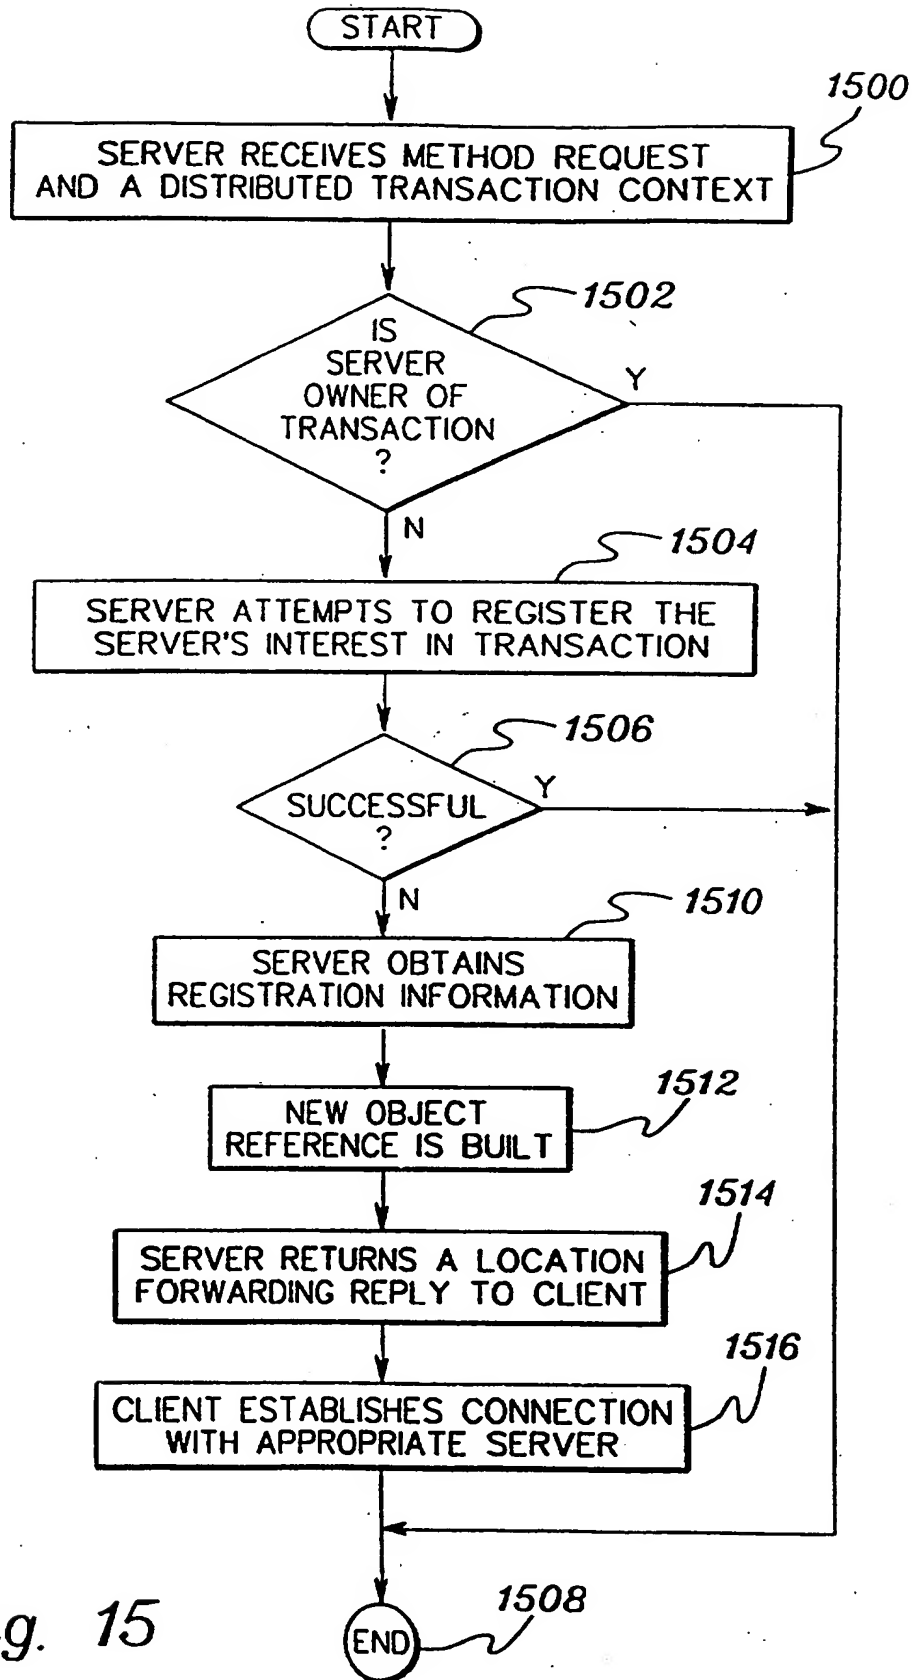 START
1500
SERVER RECEIVES METHOD REQUEST
AND A DISTRIBUTED TRANSACTION CONTEXT
1502
IS
SERVER
OWNER OF
TRANSACTION
?
Y
N
1504
SERVER ATTEMPTS TO REGISTER THE
SERVER'S INTEREST IN TRANSACTION
1506
SUCCESSFUL
?
Y
N
1510
SERVER OBTAINS
REGISTRATION INFORMATION
1512
NEW OBJECT
REFERENCE IS BUILT
1514
SERVER RETURNS A LOCATION
FORWARDING REPLY TO CLIENT
1516
CLIENT ESTABLISHES CONNECTION
WITH APPROPRIATE SERVER
1508
END
g. 15